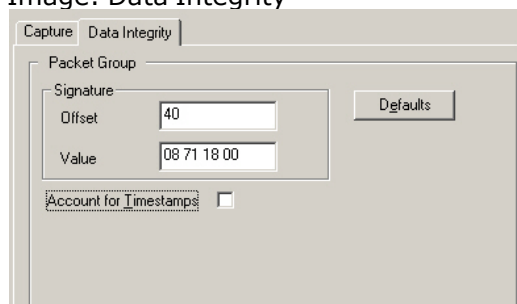 Image: Data Integrity
Capture Data Integrity
Packet Group
Signature
Offset 40
Defaults
Value 08 71 18 00
Account for Timestamps